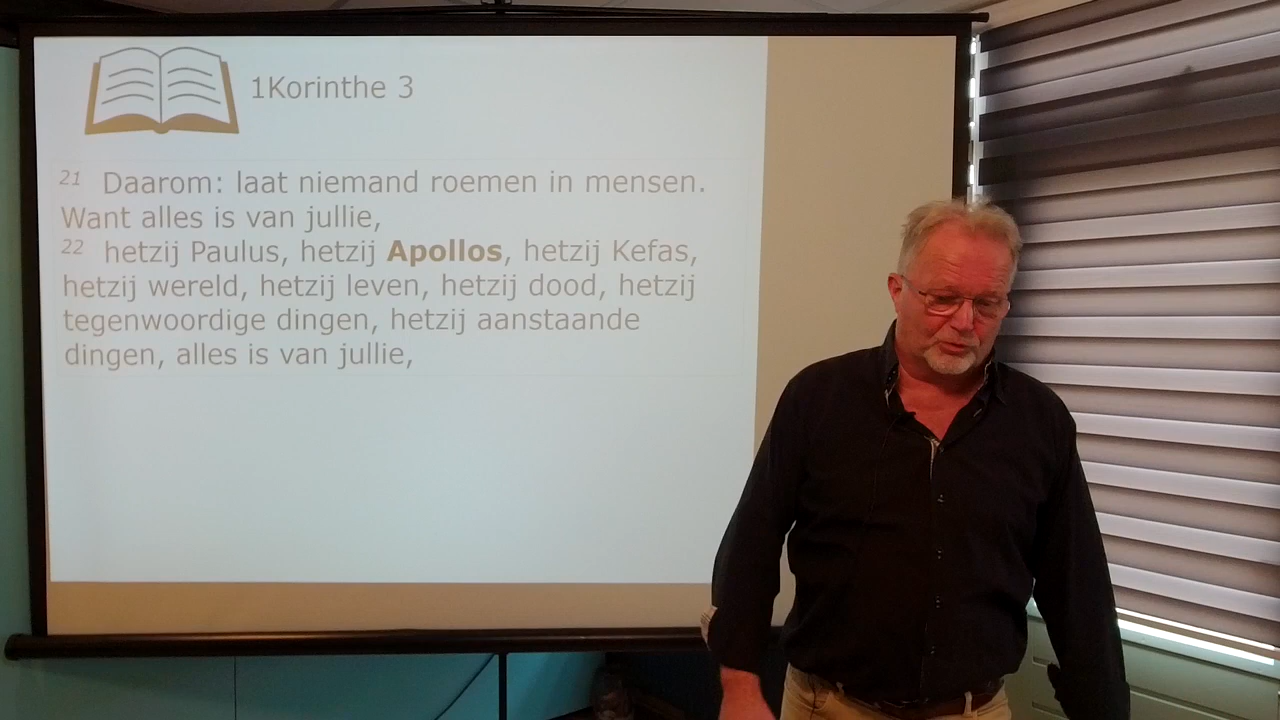 1Korinthe 3
21 Daarom: laat niemand roemen in mensen.
Want alles is van jullie,
22 hetzij Paulus, hetzij Apollos, hetzij Kefas,
hetzij wereld, hetzij leven, hetzij dood, hetzij
tegenwoordige dingen, hetzij aanstaande
dingen, alles is van jullie,